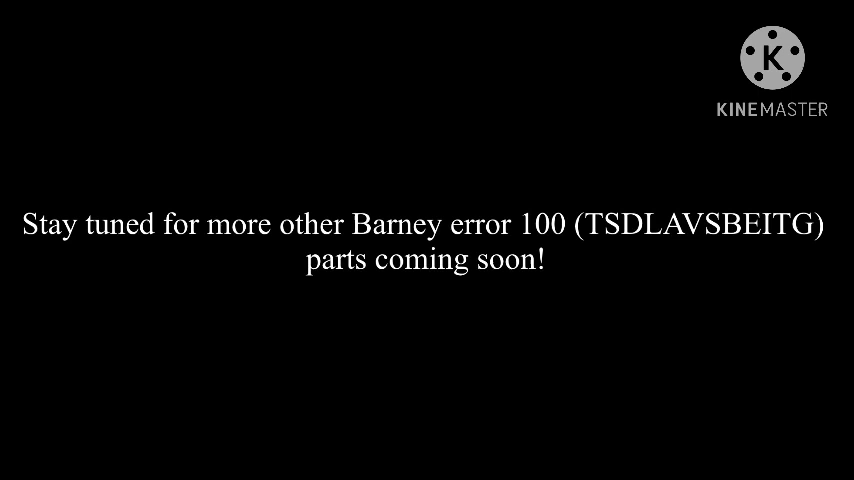 KINEMASTER
Stay tuned for more other Barney error 100 (TSDLAVSBEITG)
parts coming soon!